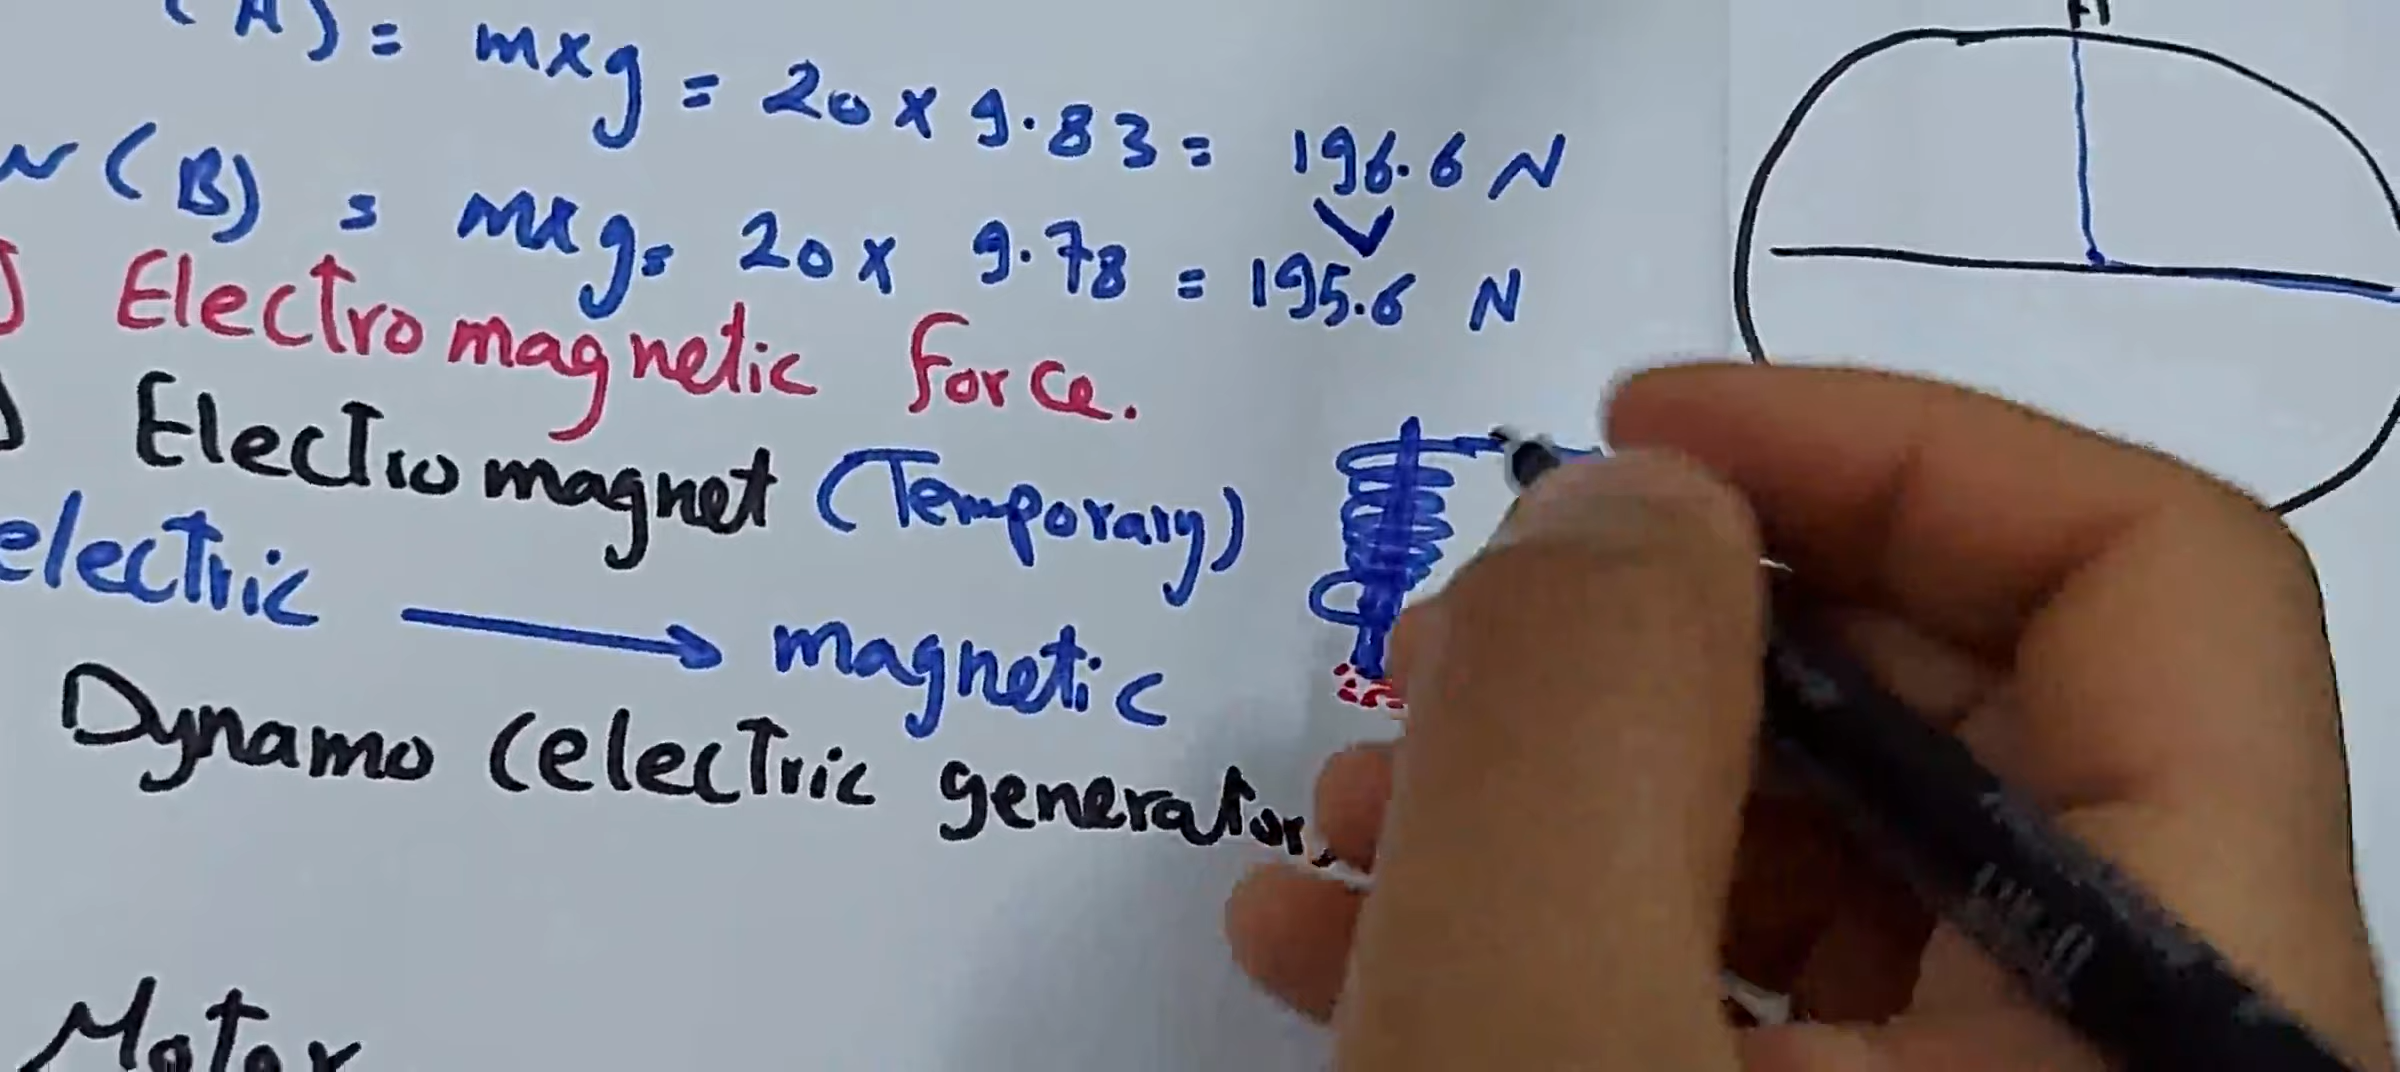 (A) = mxg = 20 x 9.83 = 196.6 N
w (B) = mxg = 20 x 9.78 = 195.6 N
) Electromagnetic force.
) Electromagnet (Temporary)
electric → magnetic
Dynamo (electric generator)
Motor